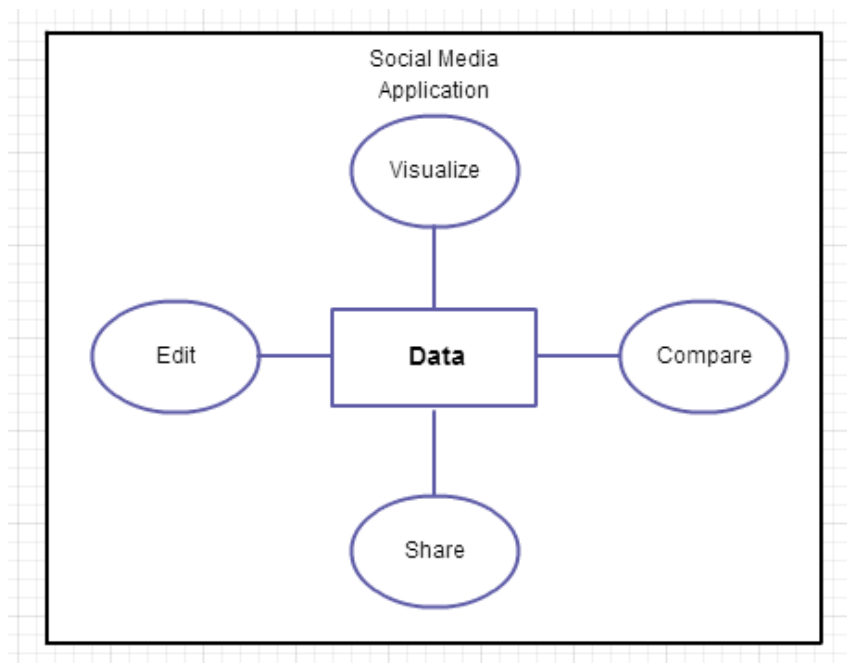 Social Media
Application
Visualize
Edit
Data
Compare
Share